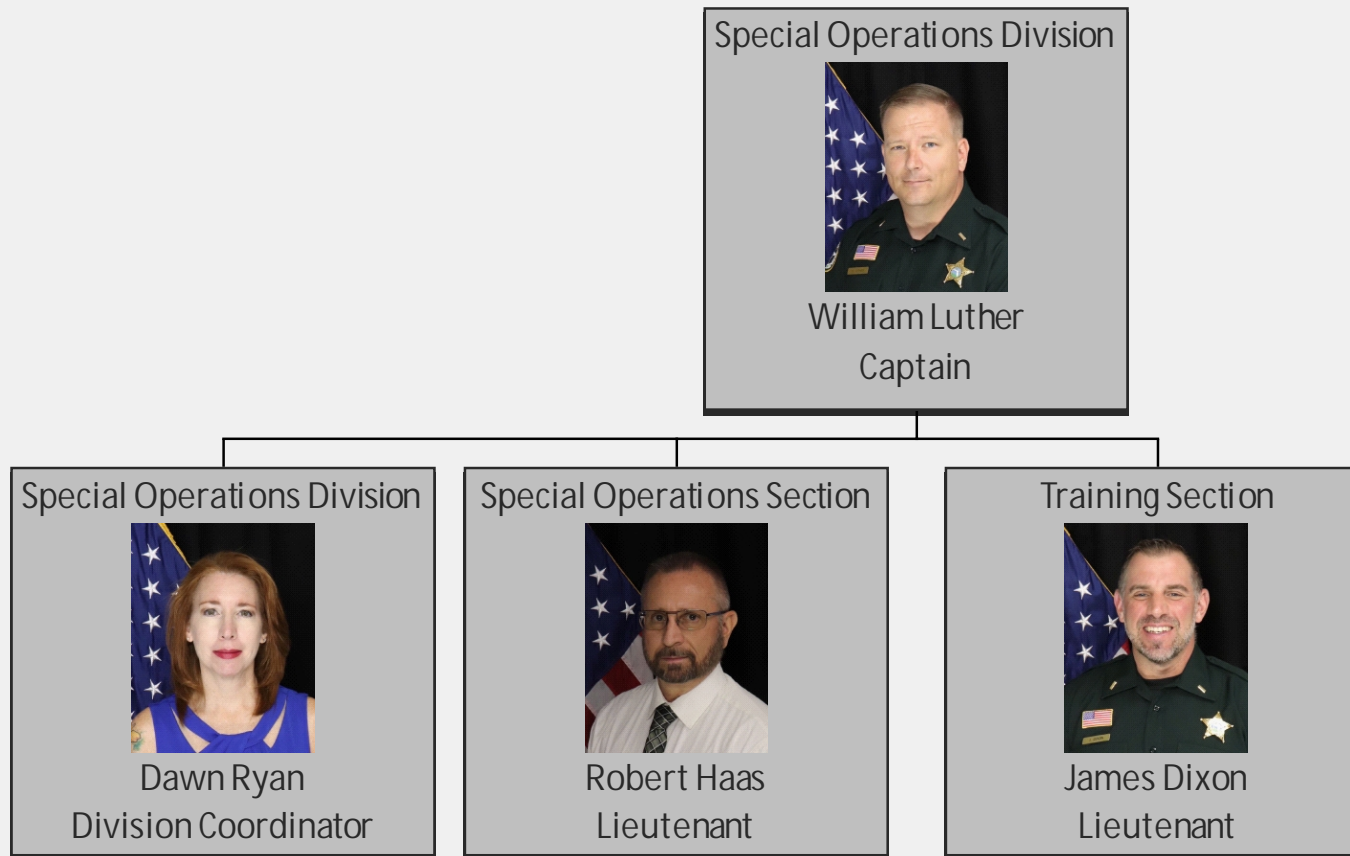 Special Operations Division
William Luther
Captain
Special Operations Division
Dawn Ryan
Division Coordinator
Special Operations Section
Robert Haas
Lieutenant
Training Section
James Dixon
Lieutenant